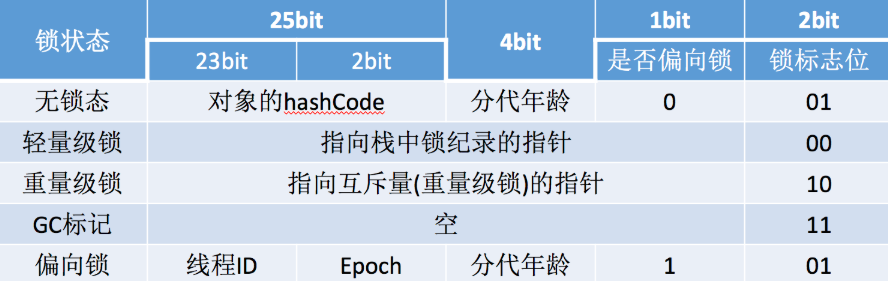 锁状态 25bit 4bit 1bit 2bit
23bit 2bit 是否偏向锁 锁标志位
无锁态 对象的hashCode 分代年龄 0 01
轻量级锁 指向栈中锁纪录的指针 00
重量级锁 指向互斥量(重量级锁)的指针 10
GC标记 空 11
偏向锁 线程ID Epoch 分代年龄 1 01